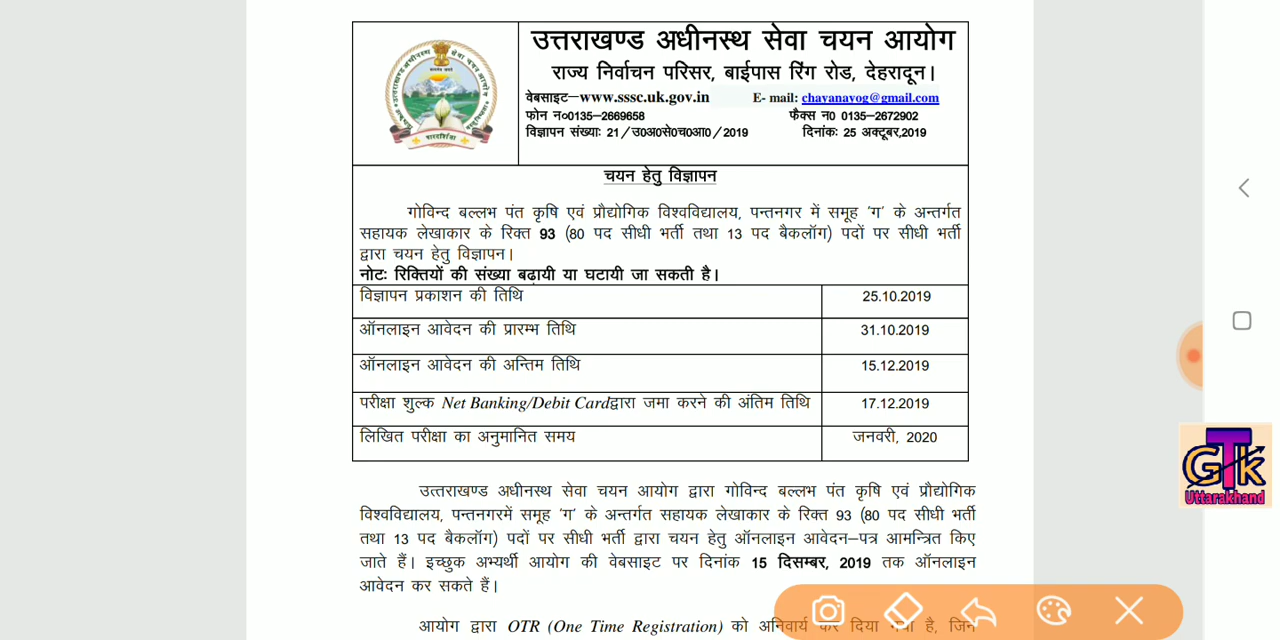 उत्तराखण्ड अधीनस्थ सेवा चयन आयोग
राज्य निर्वाचन परिसर, बाईपास रिंग रोड, देहरादून।
वेबसाइट–www.sssc.uk.gov.in E- mail: chayanavog@gmail.com
फोन न०0135–2669658 फैक्स न0 0135–2672902
विज्ञापन संख्याः 21/उ0अ0से0च0आ0/2019 दिनांकः 25 अक्टूबर,2019
चयन हेतु विज्ञापन
गोविन्द बल्लभ पंत कृषि एवं प्रौद्योगिक विश्वविद्यालय, पन्तनगर में समूह 'ग' के अन्तर्गत
सहायक लेखाकार के रिक्त 93 (80 पद सीधी भर्ती तथा 13 पद बैकलॉग) पदों पर सीधी भर्ती
द्वारा चयन हेतु विज्ञापन।
नोटः रिक्तियों की संख्या बढ़ायी या घटायी जा सकती है।
विज्ञापन प्रकाशन की तिथि 25.10.2019
ऑनलाइन आवेदन की प्रारम्भ तिथि 31.10.2019
ऑनलाइन आवेदन की अन्तिम तिथि 15.12.2019
परीक्षा शुल्क Net Banking/Debit Cardद्वारा जमा करने की अंतिम तिथि 17.12.2019
लिखित परीक्षा का अनुमानित समय जनवरी, 2020
उत्तराखण्ड अधीनस्थ सेवा चयन आयोग द्वारा गोविन्द बल्लभ पंत कृषि एवं प्रौद्योगिक
विश्वविद्यालय, पन्तनगरमें समूह 'ग' के अन्तर्गत सहायक लेखाकार के रिक्त 93 (80 पद सीधी भर्ती
तथा 13 पद बैकलॉग) पदों पर सीधी भर्ती द्वारा चयन हेतु ऑनलाइन आवेदन–पत्र आमन्त्रित किए
जाते हैं। इच्छुक अभ्यर्थी आयोग की वेबसाइट पर दिनांक 15 दिसम्बर, 2019 तक ऑनलाइन
आवेदन कर सकते हैं।
आयोग द्वारा OTR (One Time Registration) को अनिवार्य कर दिया गया है, जिन
GTk
Uttarakhand